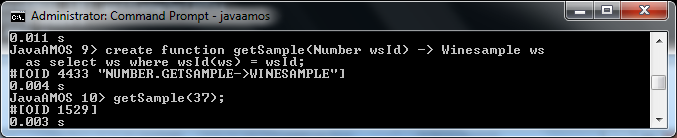 Administrator: Command Prompt - javaamos
0.011 s
JavaAMOS 9> create function getSample(Number wsId) -> Winesample ws
  as select ws where wsId(ws) = wsId;
#[OID 4433 "NUMBER.GETSAMPLE->WINESAMPLE"]
0.004 s
JavaAMOS 10> getSample(37);
#[OID 1529]
0.003 s